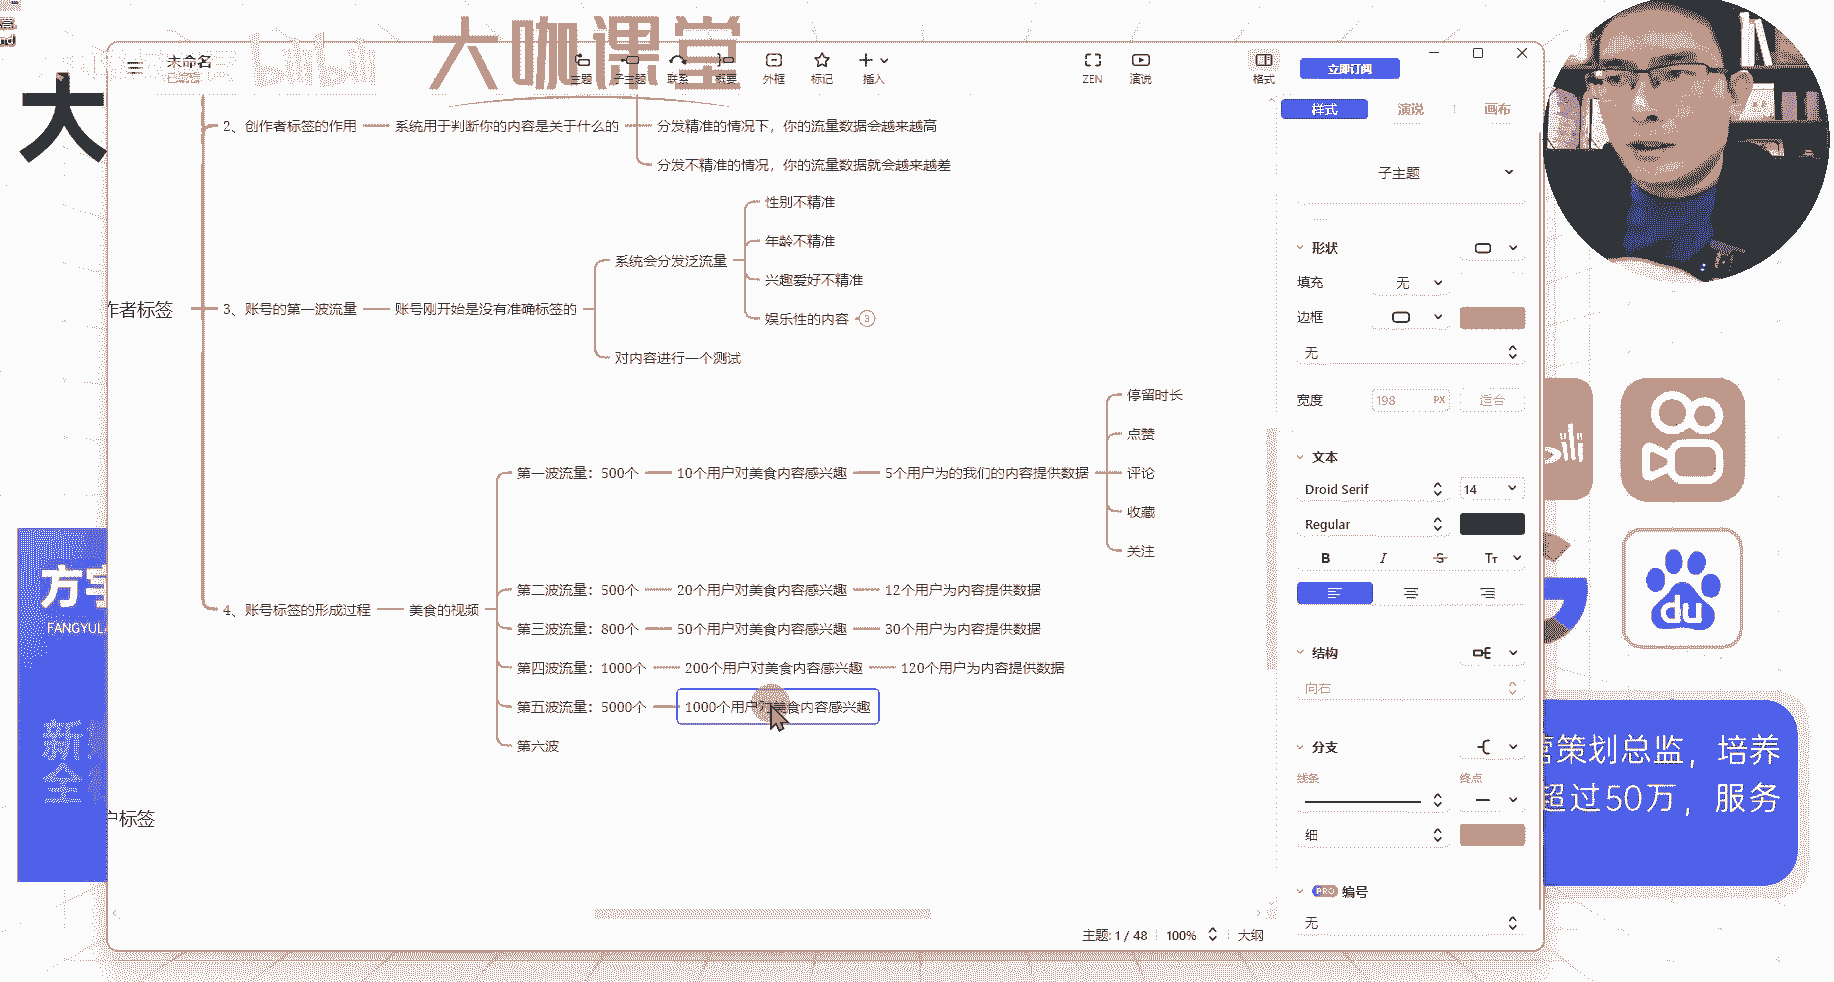 大咖课堂
bilibili
大
未命名
已编辑
主题
子主题
联系
概要
外框
标记
插入
ZEN
演说
格式
立即订阅
样式
演说
画布
2、创作者标签的作用
系统用于判断你的内容是关于什么的
分发精准的情况下，你的流量数据会越来越高
分发不精准的情况，你的流量数据就会越来越差
作者标签
3、账号的第一波流量
账号刚开始是没有准确标签的
系统会分发泛流量
性别不精准
年龄不精准
兴趣爱好不精准
娱乐性的内容
3
对内容进行一个测试
4、账号标签的形成过程
美食的视频
第一波流量：500个
10个用户对美食内容感兴趣
5个用户为的我们的内容提供数据
停留时长
点赞
评论
收藏
关注
第二波流量：500个
20个用户对美食内容感兴趣
12个用户为内容提供数据
第三波流量：800个
50个用户对美食内容感兴趣
30个用户为内容提供数据
第四波流量：1000个
200个用户对美食内容感兴趣
120个用户为内容提供数据
第五波流量：5000个
1000个用户对美食内容感兴趣
第六波
户标签
子主题
形状
填充
无
边框
无
宽度
198
PX
适合
文本
Droid Serif
14
Regular
B
I
S
Tт
结构
向右
分支
线条
终点
细
PRO
编号
无
主题: 1 / 48
100%
大纲
方宇
FANGYU
新
全
bili
du
营策划总监，培养
超过50万，服务